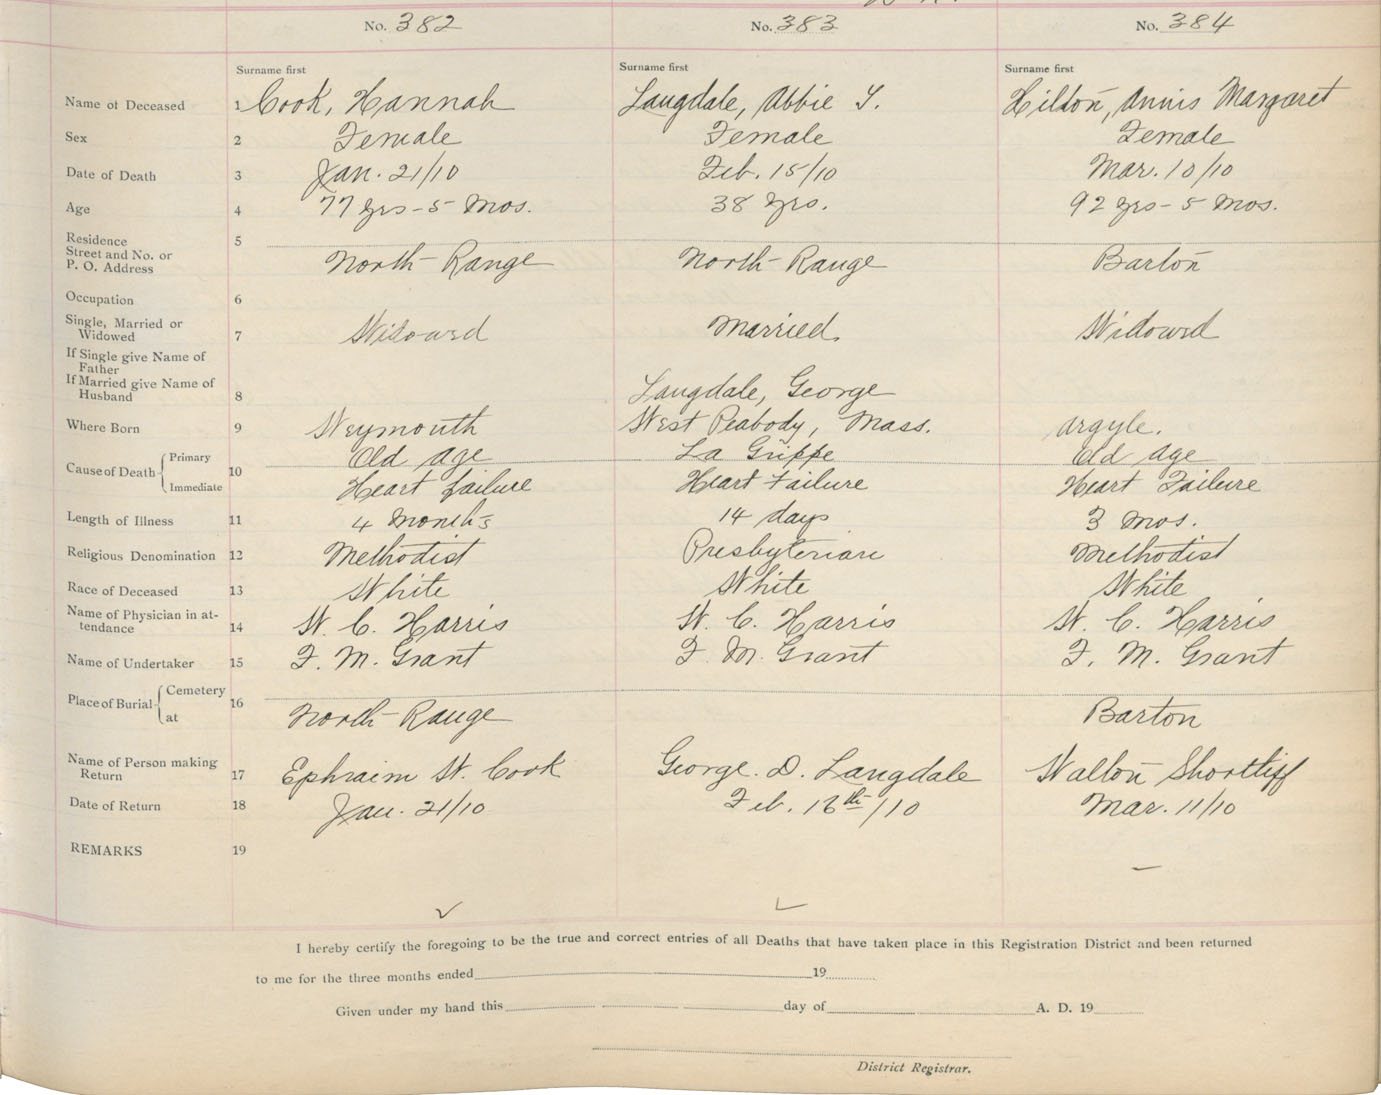 No. 382 No. 383 No. 384
Surname first Surname first Surname first
Name of Deceased 1 Cook, Hannah Langdale, Abbie Hilton, Annis Margaret
Sex 2 Female Female Female
Date of Death 3 Jan. 21/10 Feb. 15/10 Mar. 10/10
Age 4 77 yrs - 5 mos. 38 yrs. 92 yrs - 5 mos.
Residence 5
Street and No. or
P. O. Address North Range North Range Barton
Occupation 6
Single, Married or
Widowed 7 Widowed Married Widowed
If Single give Name of
Father
If Married give Name of
Husband 8 Langdale, George
Where Born 9 Weymouth West Peabody, Mass. Argyle.
Cause of Death 10 Primary Old Age La Grippe Old Age
Immediate Heart failure Heart Failure Heart Failure
Length of Illness 11 4 months 14 days 3 mos.
Religious Denomination 12 Methodist Presbyterian Methodist
Race of Deceased 13 White White White
Name of Physician in at-
tendance 14 W. C. Harris W. C. Harris W. C. Harris
Name of Undertaker 15 F. M. Grant F. M. Grant F. M. Grant
Place of Burial 16 Cemetery
at North Range Barton
Name of Person making
Return 17 Ephraim W. Cook George. D. Langdale Walton Shortliff
Date of Return 18 Jan. 21/10 Feb. 16th/10 Mar. 11/10
REMARKS 19
I hereby certify the foregoing to be the true and correct entries of all Deaths that have taken place in this Registration District and been returned
to me for the three months ended 19
Given under my hand this day of A. D. 19
District Registrar.